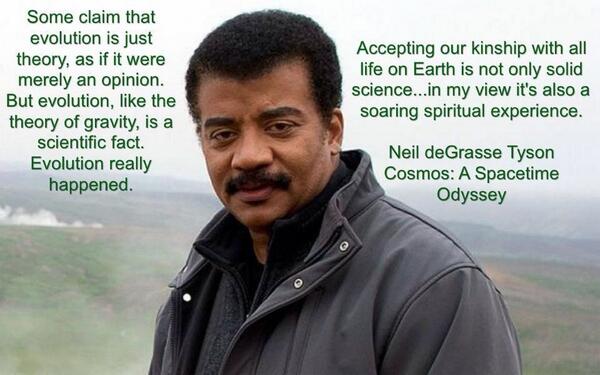 Some claim that
evolution is just
theory, as if it were
merely an opinion.
But evolution, like the
theory of gravity, is a
scientific fact.
Evolution really
happened.
Accepting our kinship with all
life on Earth is not only solid
science...in my view it's also a
soaring spiritual experience.
Neil deGrasse Tyson
Cosmos: A Spacetime
Odyssey